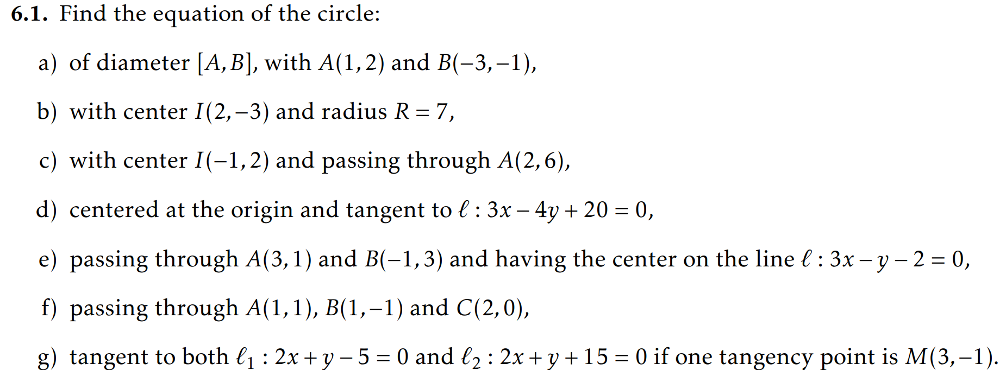 6.1. Find the equation of the circle:
a) of diameter [A,B], with A(1,2) and B(−3,−1),
b) with center I(2,−3) and radius R = 7,
c) with center I(−1,2) and passing through A(2,6),
d) centered at the origin and tangent to ℓ : 3x − 4y + 20 = 0,
e) passing through A(3,1) and B(−1,3) and having the center on the line ℓ : 3x − y − 2 = 0,
f) passing through A(1,1), B(1,−1) and C(2,0),
g) tangent to both ℓ₁ : 2x + y − 5 = 0 and ℓ₂ : 2x + y + 15 = 0 if one tangency point is M(3,−1).